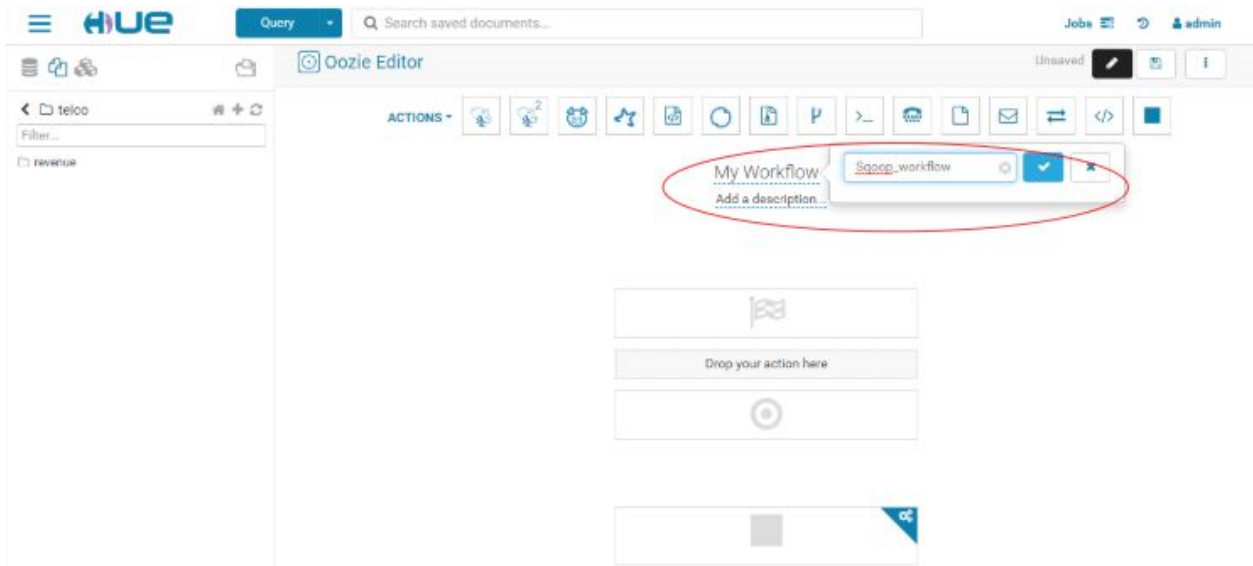 HUE
Query
Search saved documents...
Jobs
admin
Oozie Editor
Unsaved
telco
Filter...
revenue
ACTIONS
2
My Workflow
Sqoop_workflow
Add a description...
Drop your action here